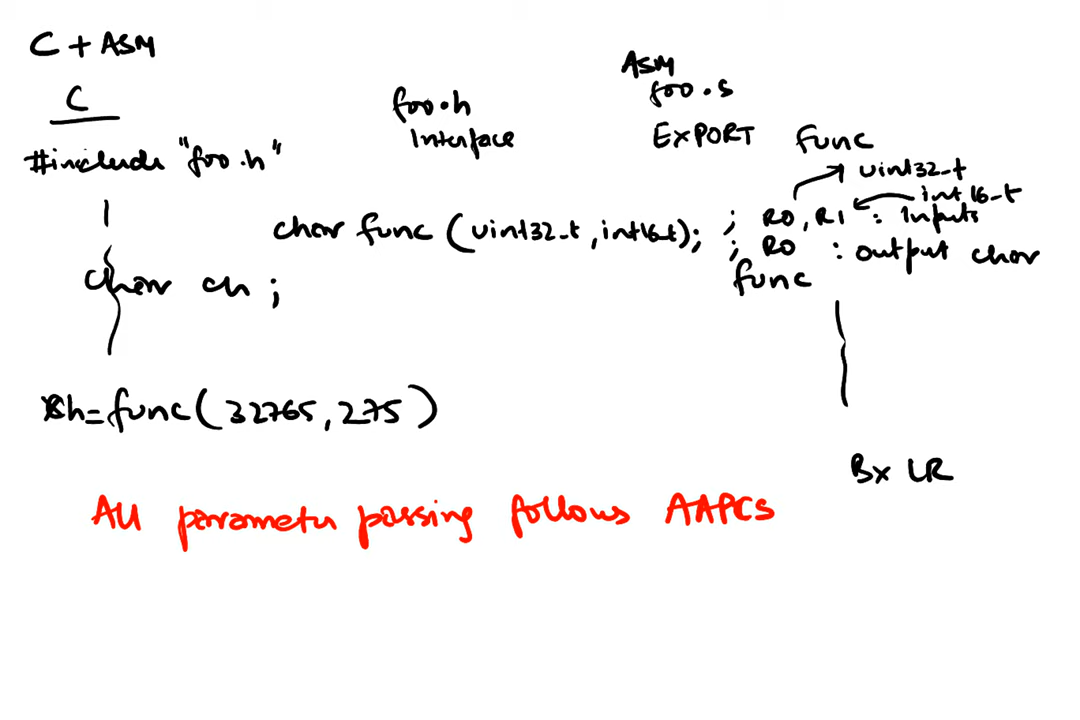 C + ASM
C
#include "foo.h"
char ch ;
ch=func(32765,275)
foo.h
Interface
char func (uint32_t,int16_t);
ASM
foo.s
EXPORT func
uint32_t
int16_t
; R0,R1 : Inputs
; R0 : output char
func
BX LR
All parameter passing follows AAPCS